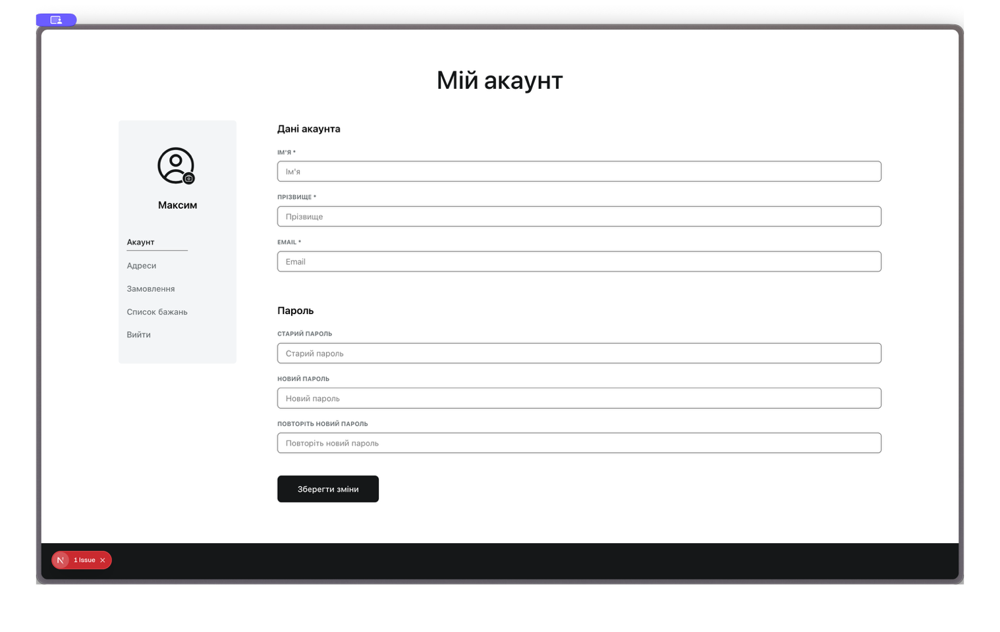 Мій акаунт
Максим
Акаунт
Адреси
Замовлення
Список бажань
Вийти
Дані акаунта
ІМ'Я *
Ім'я
ПРІЗВИЩЕ *
Прізвище
EMAIL *
Email
Пароль
СТАРИЙ ПАРОЛЬ
Старий пароль
НОВИЙ ПАРОЛЬ
Новий пароль
ПОВТОРІТЬ НОВИЙ ПАРОЛЬ
Повторіть новий пароль
Зберегти зміни
N 1 Issue